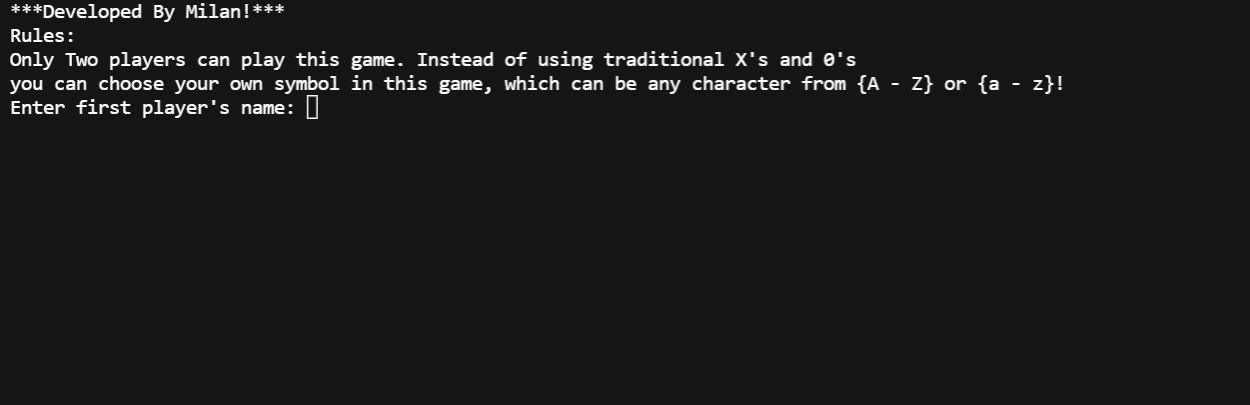 ***Developed By Milan!***
Rules:
Only Two players can play this game. Instead of using traditional X's and 0's
you can choose your own symbol in this game, which can be any character from {A - Z} or {a - z}!
Enter first player's name: